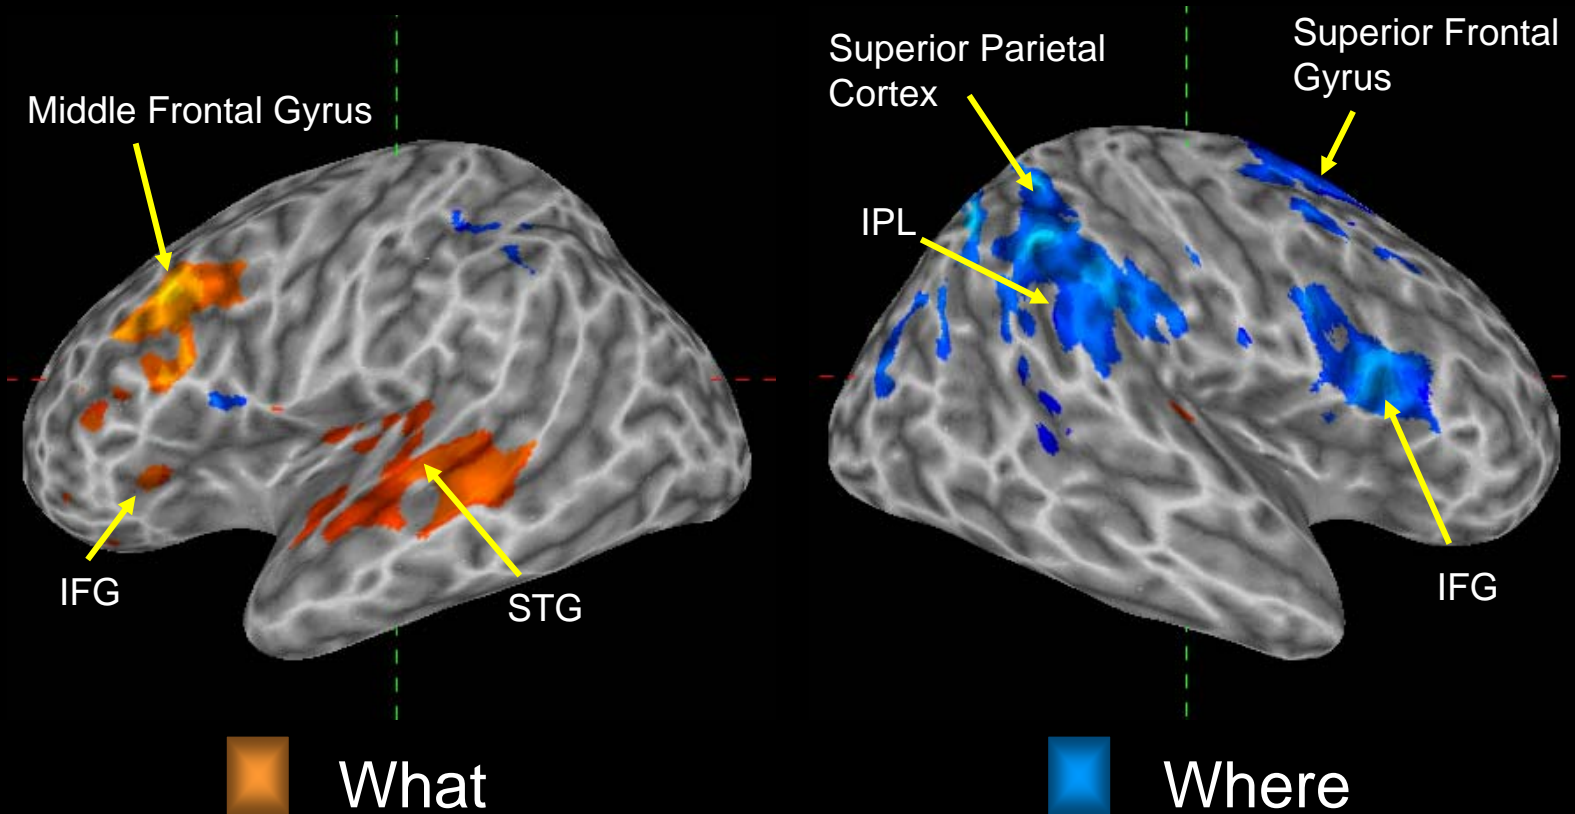 Middle Frontal Gyrus
IFG
STG
What
Superior Parietal
Cortex
Superior Frontal
Gyrus
IPL
IFG
Where